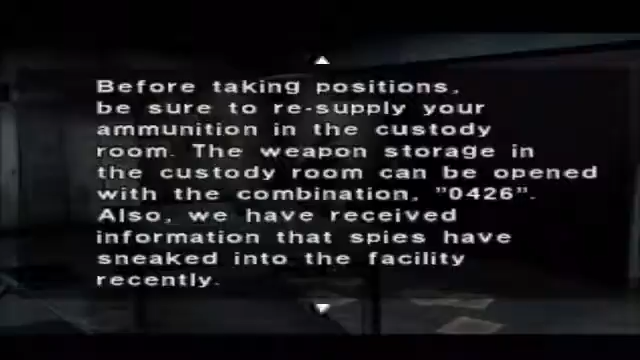 Before taking positions,
be sure to re-supply your
ammunition in the custody
room. The weapon storage in
the custody room can be opened
with the combination, "0426".
Also, we have received
information that spies have
sneaked into the facility
recently.